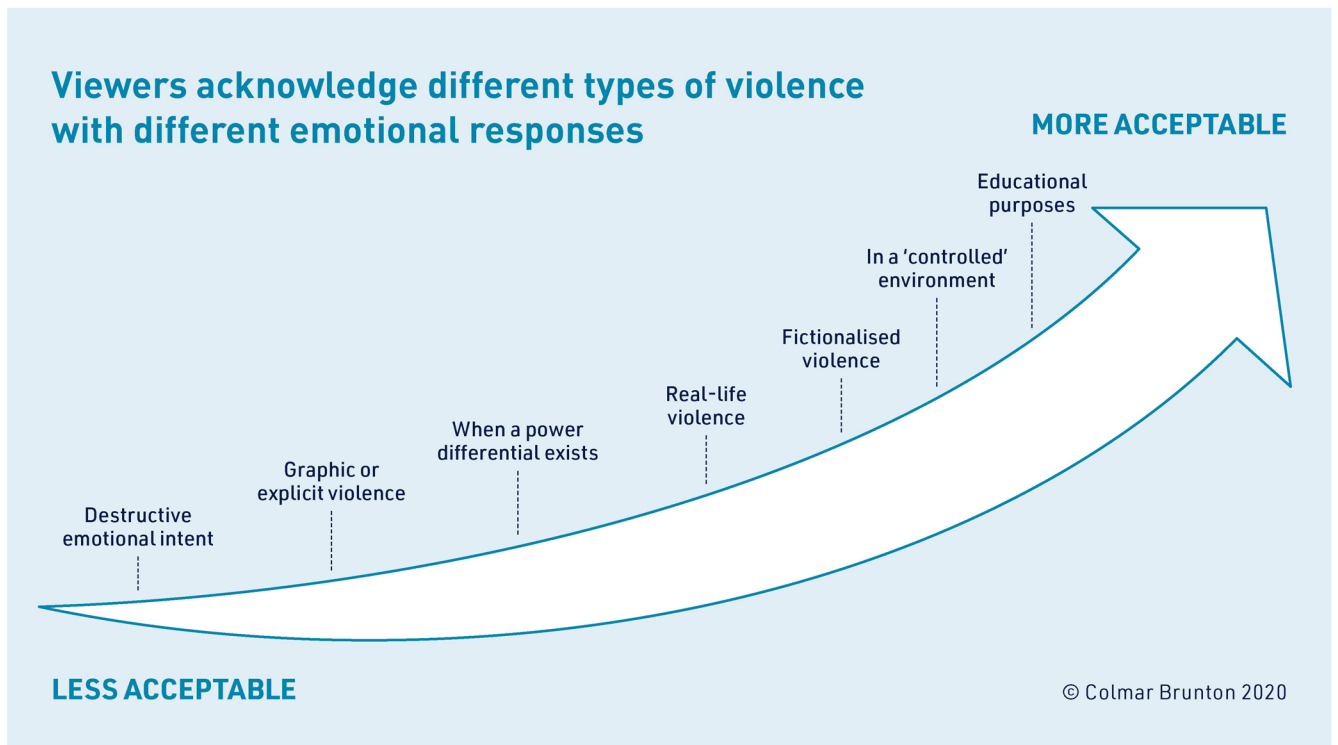 Viewers acknowledge different types of violence
with different emotional responses
MORE ACCEPTABLE
Educational
purposes
In a ‘controlled’
environment
Fictionalised
violence
Real-life
violence
When a power
differential exists
Graphic or
explicit violence
Destructive
emotional intent
LESS ACCEPTABLE
© Colmar Brunton 2020